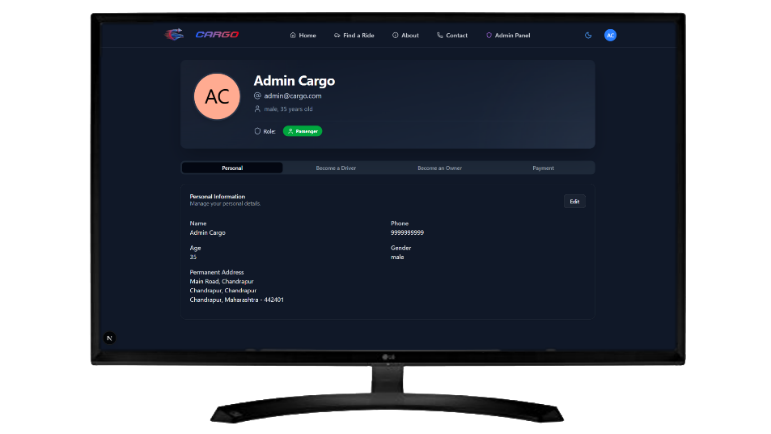 CARGO
Home
Find a Ride
About
Contact
Admin Panel
AC
AC
Admin Cargo
admin@cargo.com
male, 35 years old
Role:
Passenger
Personal
Become a Driver
Become an Owner
Payment
Personal Information
Manage your personal details.
Edit
Name
Admin Cargo
Phone
9999999999
Age
35
Gender
male
Permanent Address
Main Road, Chandrapur
Chandrapur, Chandrapur
Chandrapur, Maharashtra - 442401
N
LG